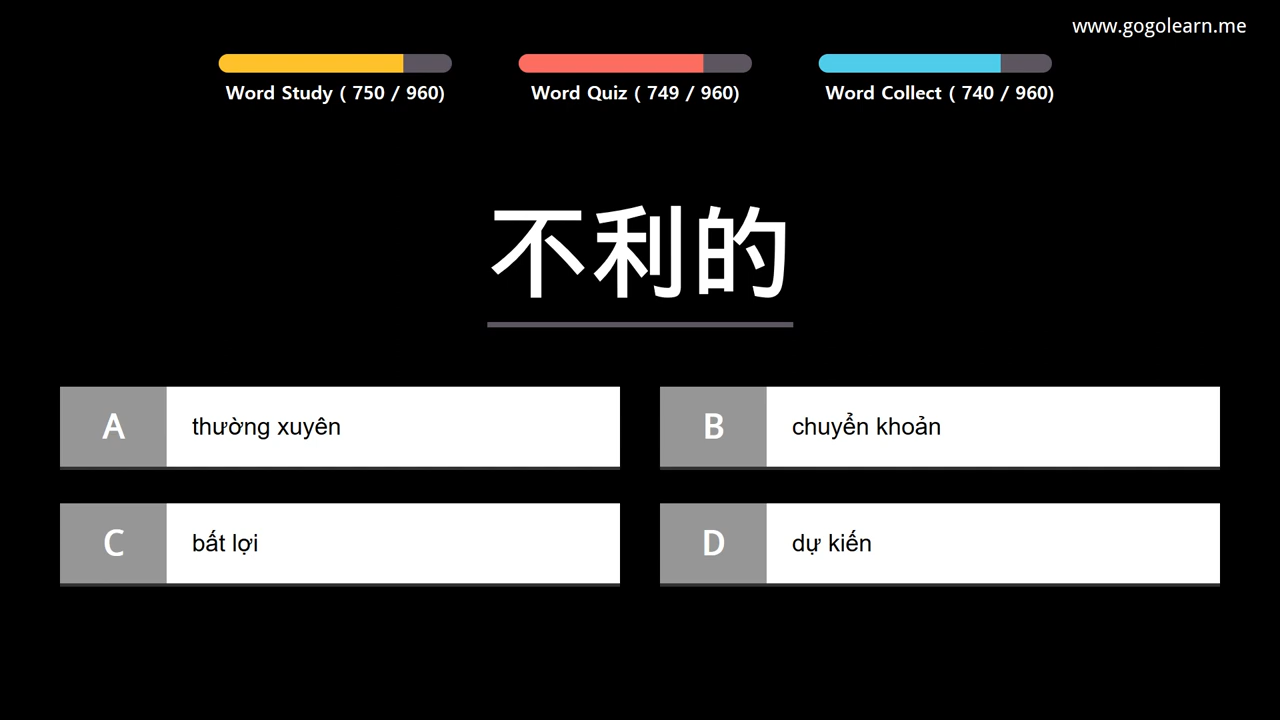 www.gogolearn.me
Word Study ( 750 / 960)
Word Quiz ( 749 / 960)
Word Collect ( 740 / 960)
不利的
A
thường xuyên
B
chuyển khoản
C
bất lợi
D
dự kiến